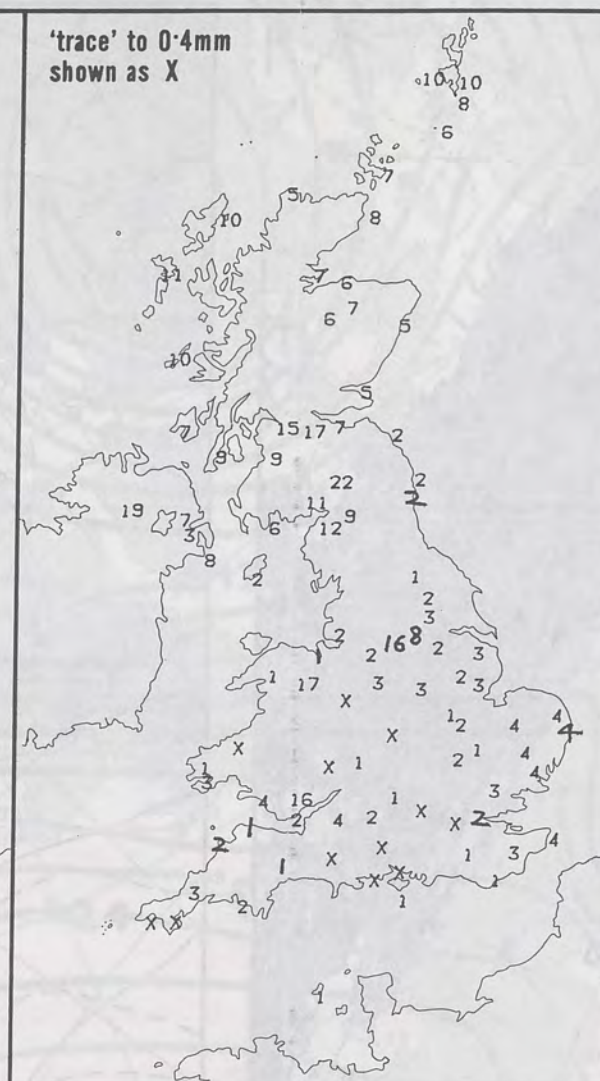 'trace' to 0·4mm
shown as X
10 10
8
6
7
5
10 8
11 7 6
6 7 5
10
5
7 15 17 7 2
9 9
22 2
19 11 2
7 9
3 6 12
8
2 1
2
3
2 16 8
1 2 2 3
1 17 3 3 2 3
X
1 2 4 4
4
X X
1 X 1 2 1 4
3 4
4 16 1 3
2 4 2 X X 2
1
2 4
1 X X 1 3
X X 1
3 2 1
X X
1